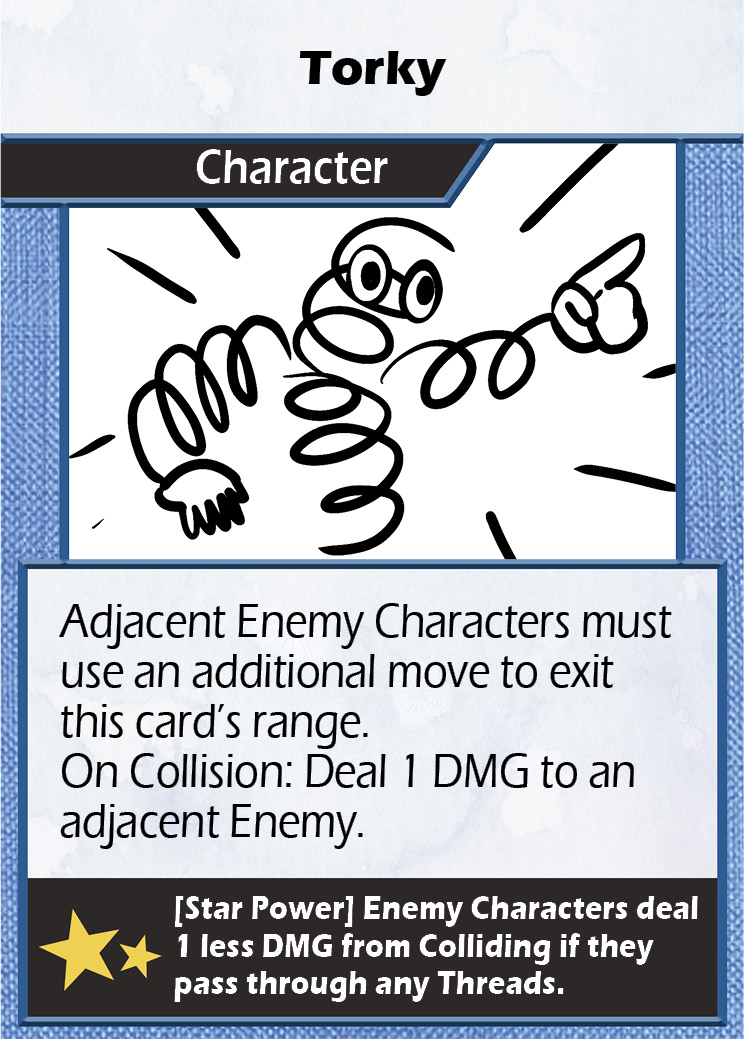 Torky
Character
Adjacent Enemy Characters must
use an additional move to exit
this card’s range.
On Collision: Deal 1 DMG to an
adjacent Enemy.
[Star Power] Enemy Characters deal
1 less DMG from Colliding if they
pass through any Threads.